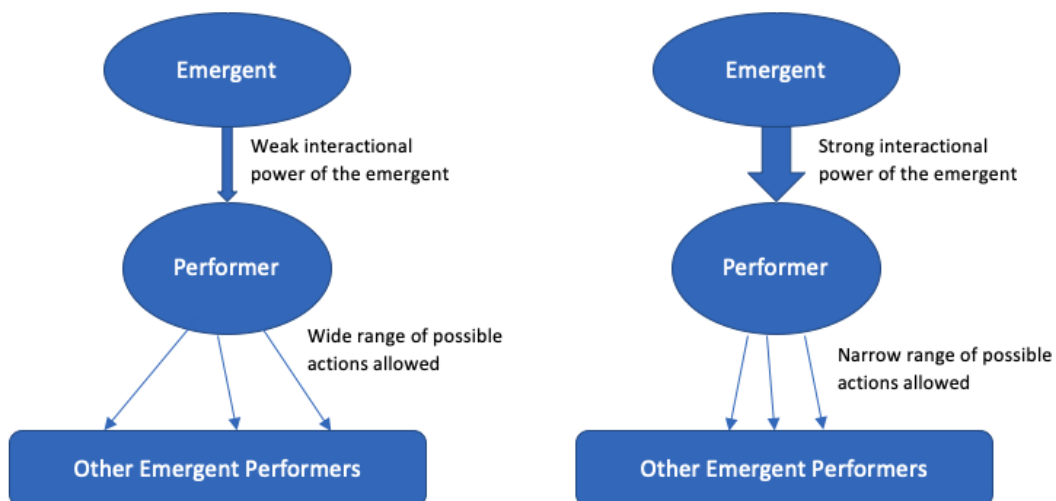 Emergent
Weak interactional
power of the emergent
Performer
Wide range of possible
actions allowed
Other Emergent Performers
Emergent
Strong interactional
power of the emergent
Performer
Narrow range of possible
actions allowed
Other Emergent Performers